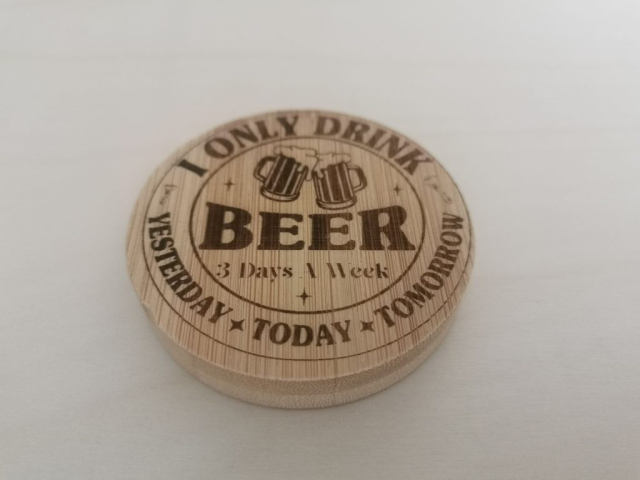 I ONLY DRINK
BEER
3 Days A Week
YESTERDAY TODAY TOMORROW